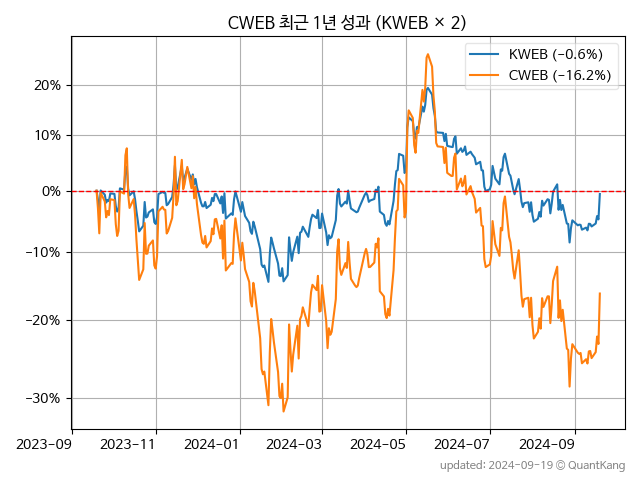 CWEB 최근 1년 성과 (KWEB × 2)
KWEB (−0.6%)
CWEB (−16.2%)
20%
10%
0%
−10%
−20%
−30%
2023-09 2023-11 2024-01 2024-03 2024-05 2024-07 2024-09
updated: 2024-09-19 © QuantKang